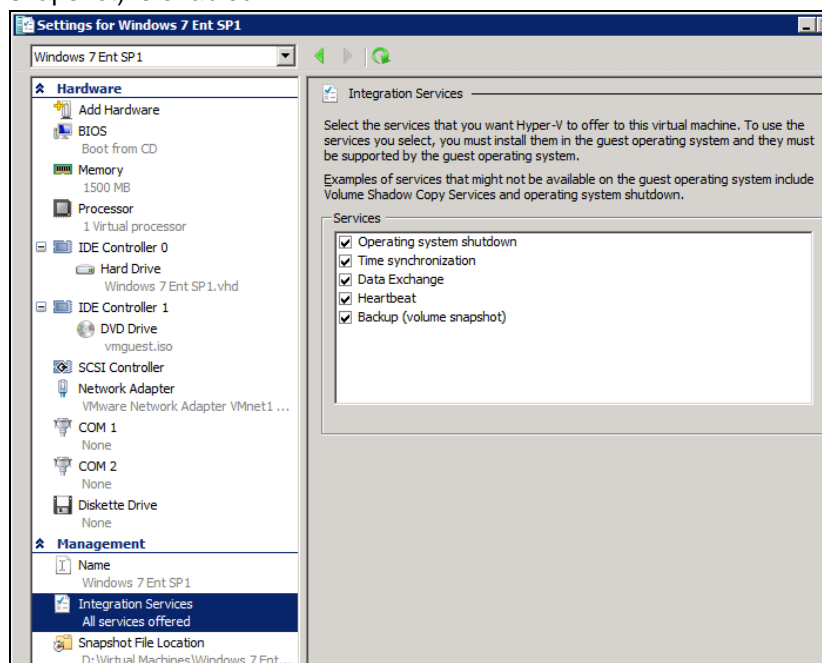 Settings for Windows 7 Ent SP1
Windows 7 Ent SP1
Hardware
Add Hardware
BIOS
Boot from CD
Memory
1500 MB
Processor
1 Virtual processor
IDE Controller 0
Hard Drive
Windows 7 Ent SP1.vhd
IDE Controller 1
DVD Drive
vmguest.iso
SCSI Controller
Network Adapter
VMware Network Adapter VMnet1 ...
COM 1
None
COM 2
None
Diskette Drive
None
Management
Name
Windows 7 Ent SP1
Integration Services
All services offered
Snapshot File Location
D:\Virtual Machines\Windows 7 Ent...
Integration Services
Select the services that you want Hyper-V to offer to this virtual machine. To use the
services you select, you must install them in the guest operating system and they must
be supported by the guest operating system.
Examples of services that might not be available on the guest operating system include
Volume Shadow Copy Services and operating system shutdown.
Services
Operating system shutdown
Time synchronization
Data Exchange
Heartbeat
Backup (volume snapshot)